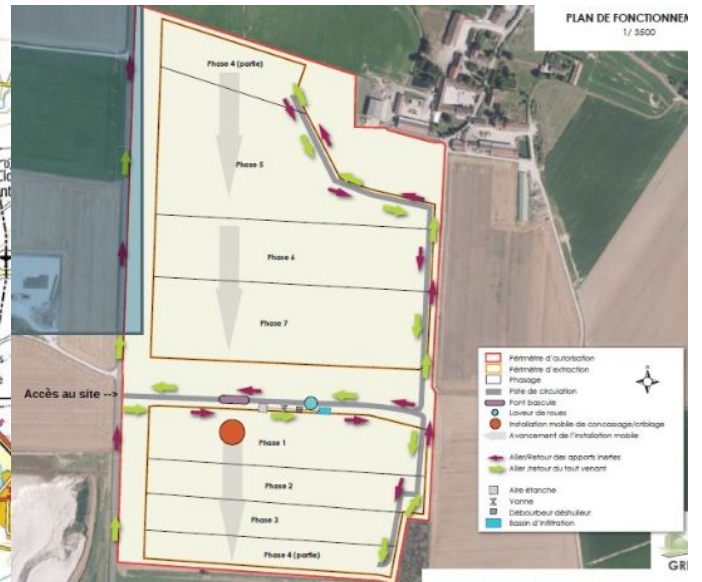 PLAN DE FONCTIONNEM
1/ 3500
Phase 4 (partie)
Phase 5
Phase 6
Phase 7
Accès au site -->
Phase 1
Phase 2
Phase 3
Phase 4 (partie)
Périmètre d'autorisation
Périmètre d'extraction
Phasage
Piste de circulation
Pont bascule
Laveur de roues
Installation mobile de concassage/criblage
Avancement de l'installation mobile
N
Aller/Retour des apports inertes
Aller /retour du tout venant
Aire étanche
Vanne
Débourbeur déshuileur
Bassin d'infiltration
GRE